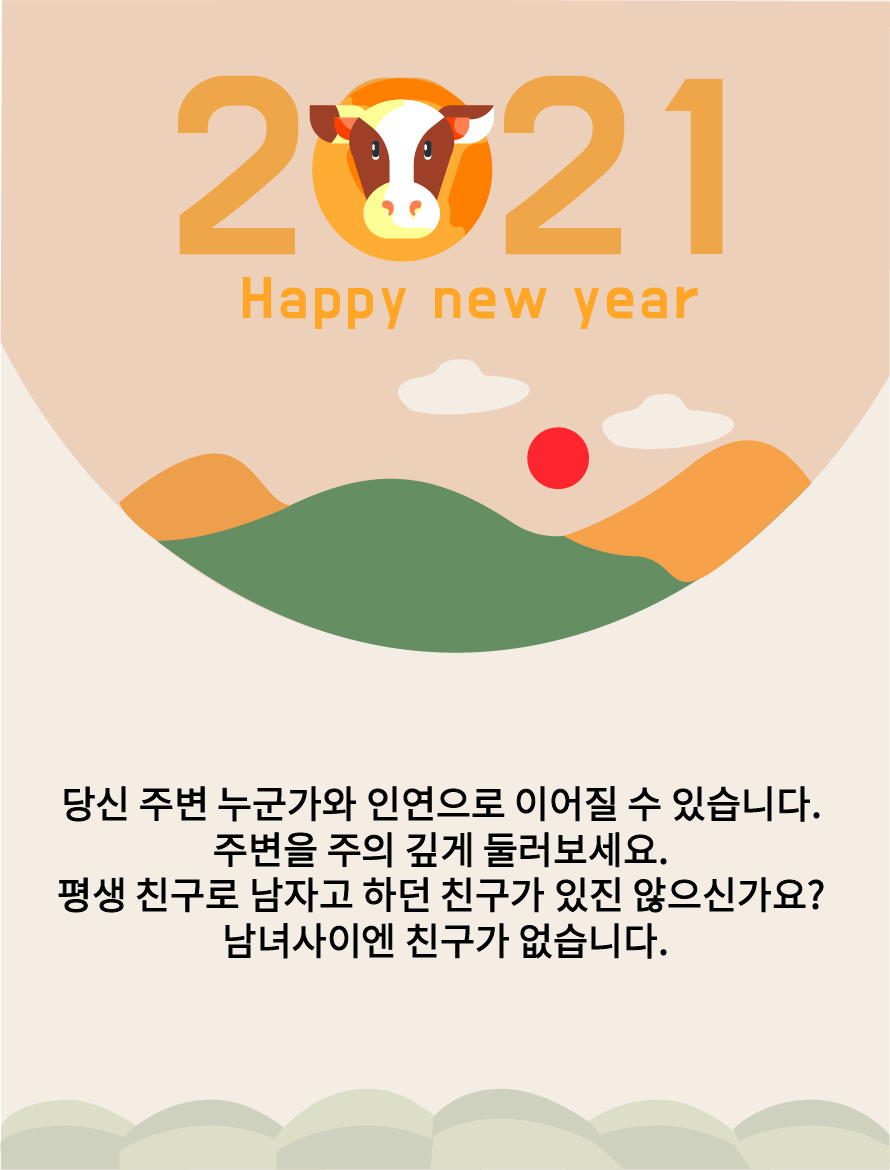 2021
Happy new year
당신 주변 누군가와 인연으로 이어질 수 있습니다.
주변을 주의 깊게 둘러보세요.
평생 친구로 남자고 하던 친구가 있진 않으신가요?
남녀사이엔 친구가 없습니다.